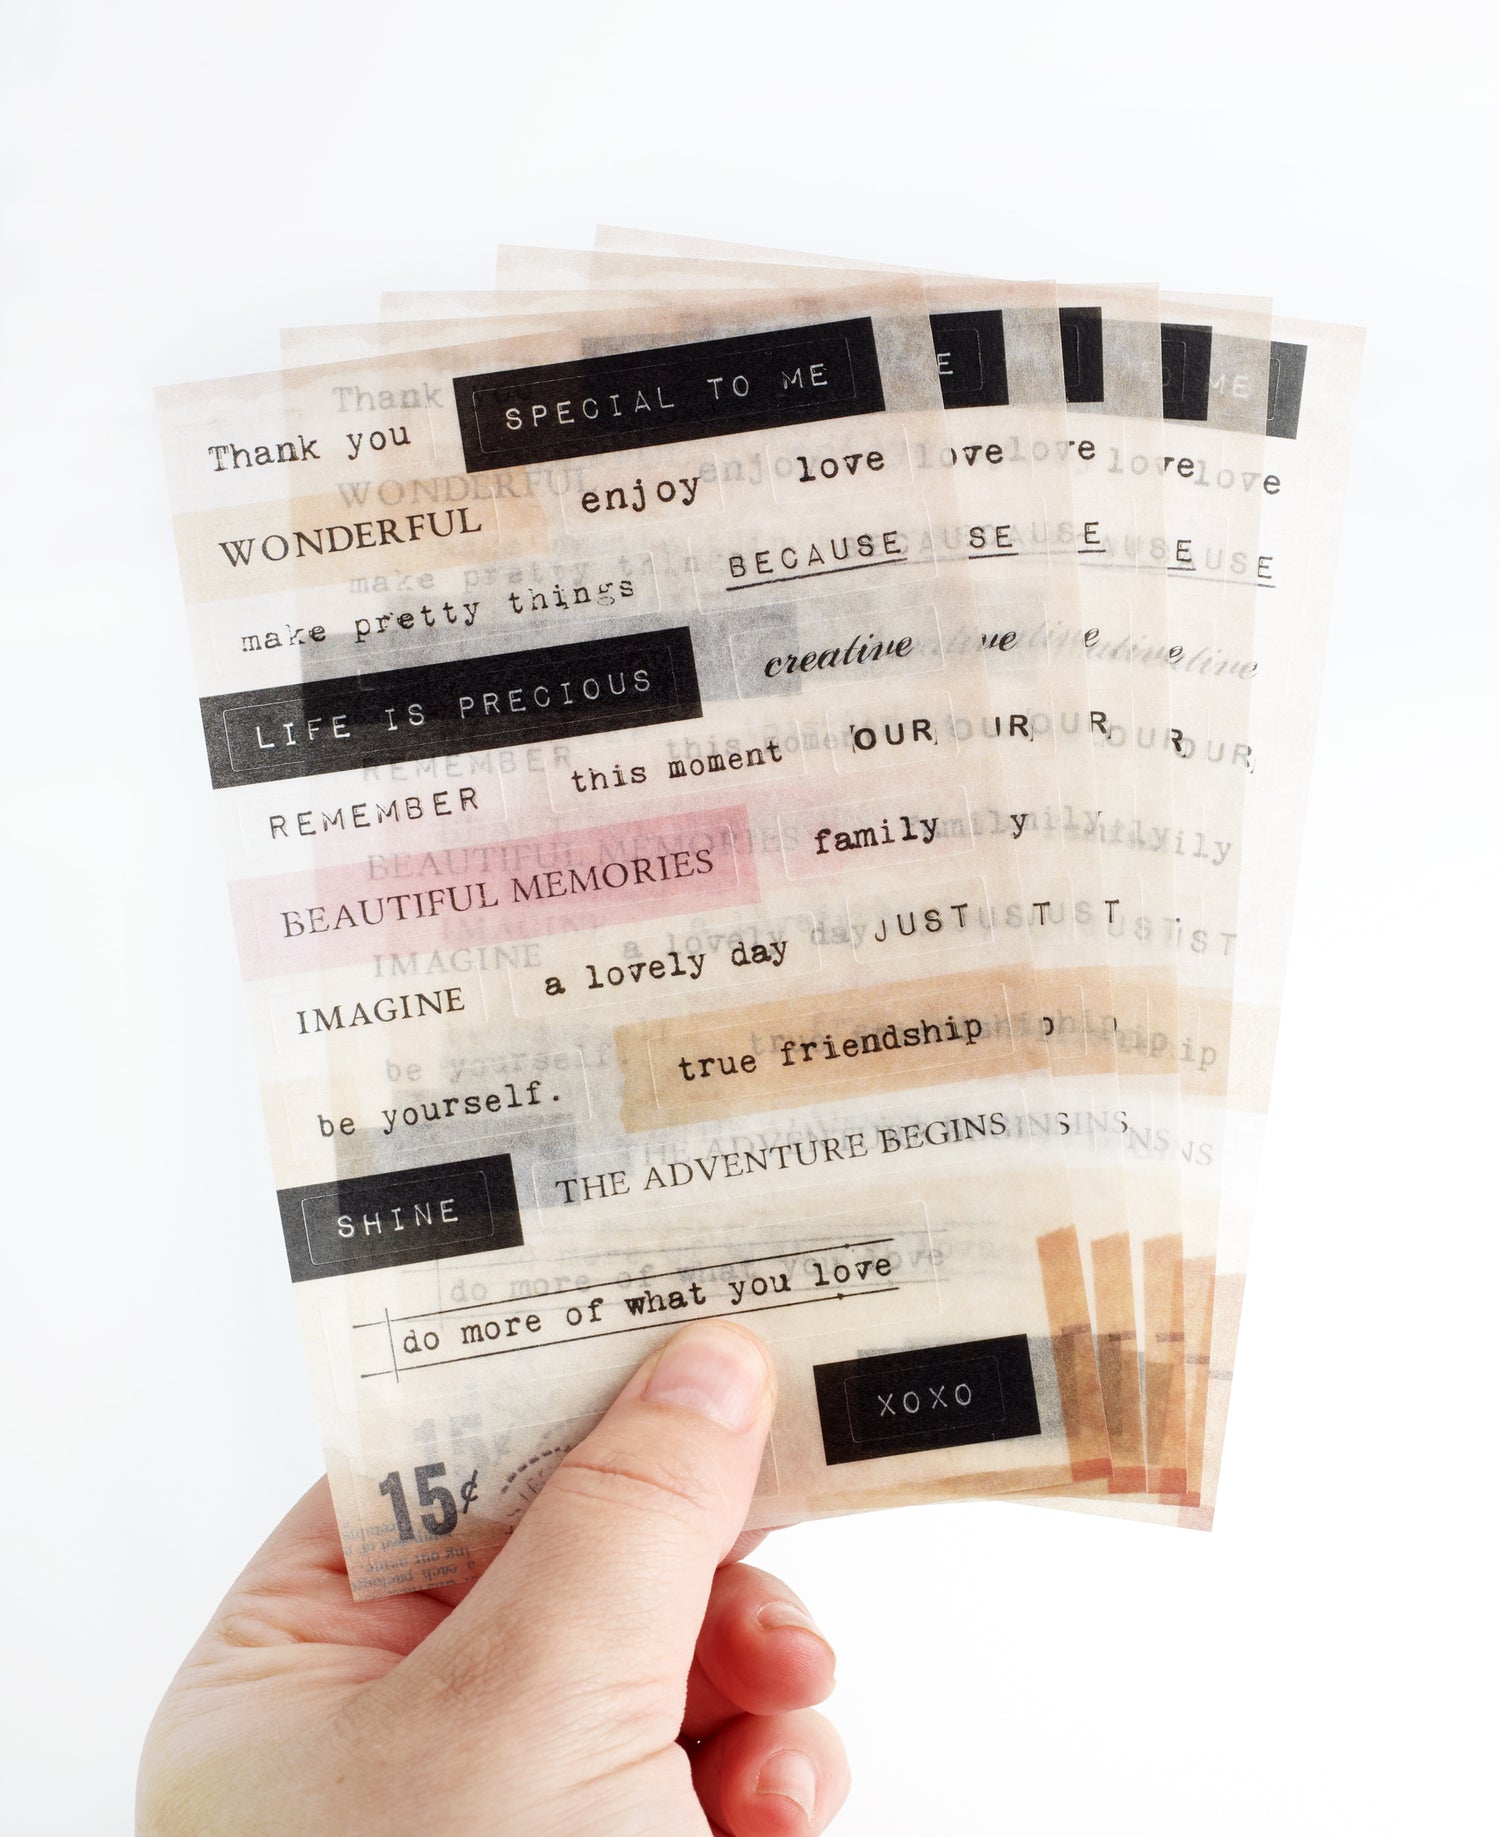 Thank you
SPECIAL TO ME
WONDERFUL
enjoy
love
make pretty things
BECAUSE
LIFE IS PRECIOUS
creative
REMEMBER
this moment
OUR
BEAUTIFUL MEMORIES
family
IMAGINE
a lovely day
JUST
be yourself.
true friendship
SHINE
THE ADVENTURE BEGINS
do more of what you love
XOXO
15¢